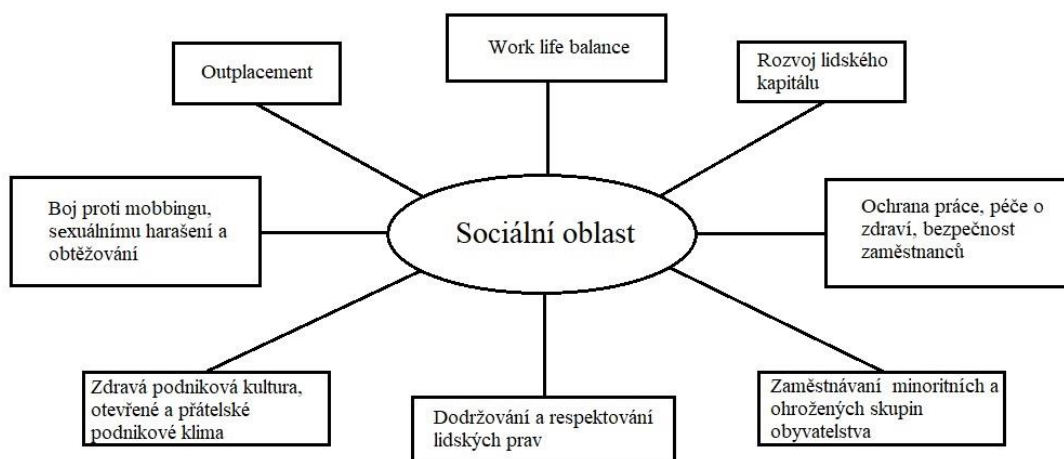 Work life balance
Outplacement
Rozvoj lidského
kapitálu
Boj proti mobbingu,
sexuálnímu harašení a
obtěžování
Sociální oblast
Ochrana práce, péče o
zdraví, bezpečnost
zaměstnanců
Zdravá podniková kultura,
otevřené a přátelské
podnikové klima
Dodržování a respektování
lidských prav
Zaměstnávaní minoritních a
ohrožených skupin
obyvatelstva